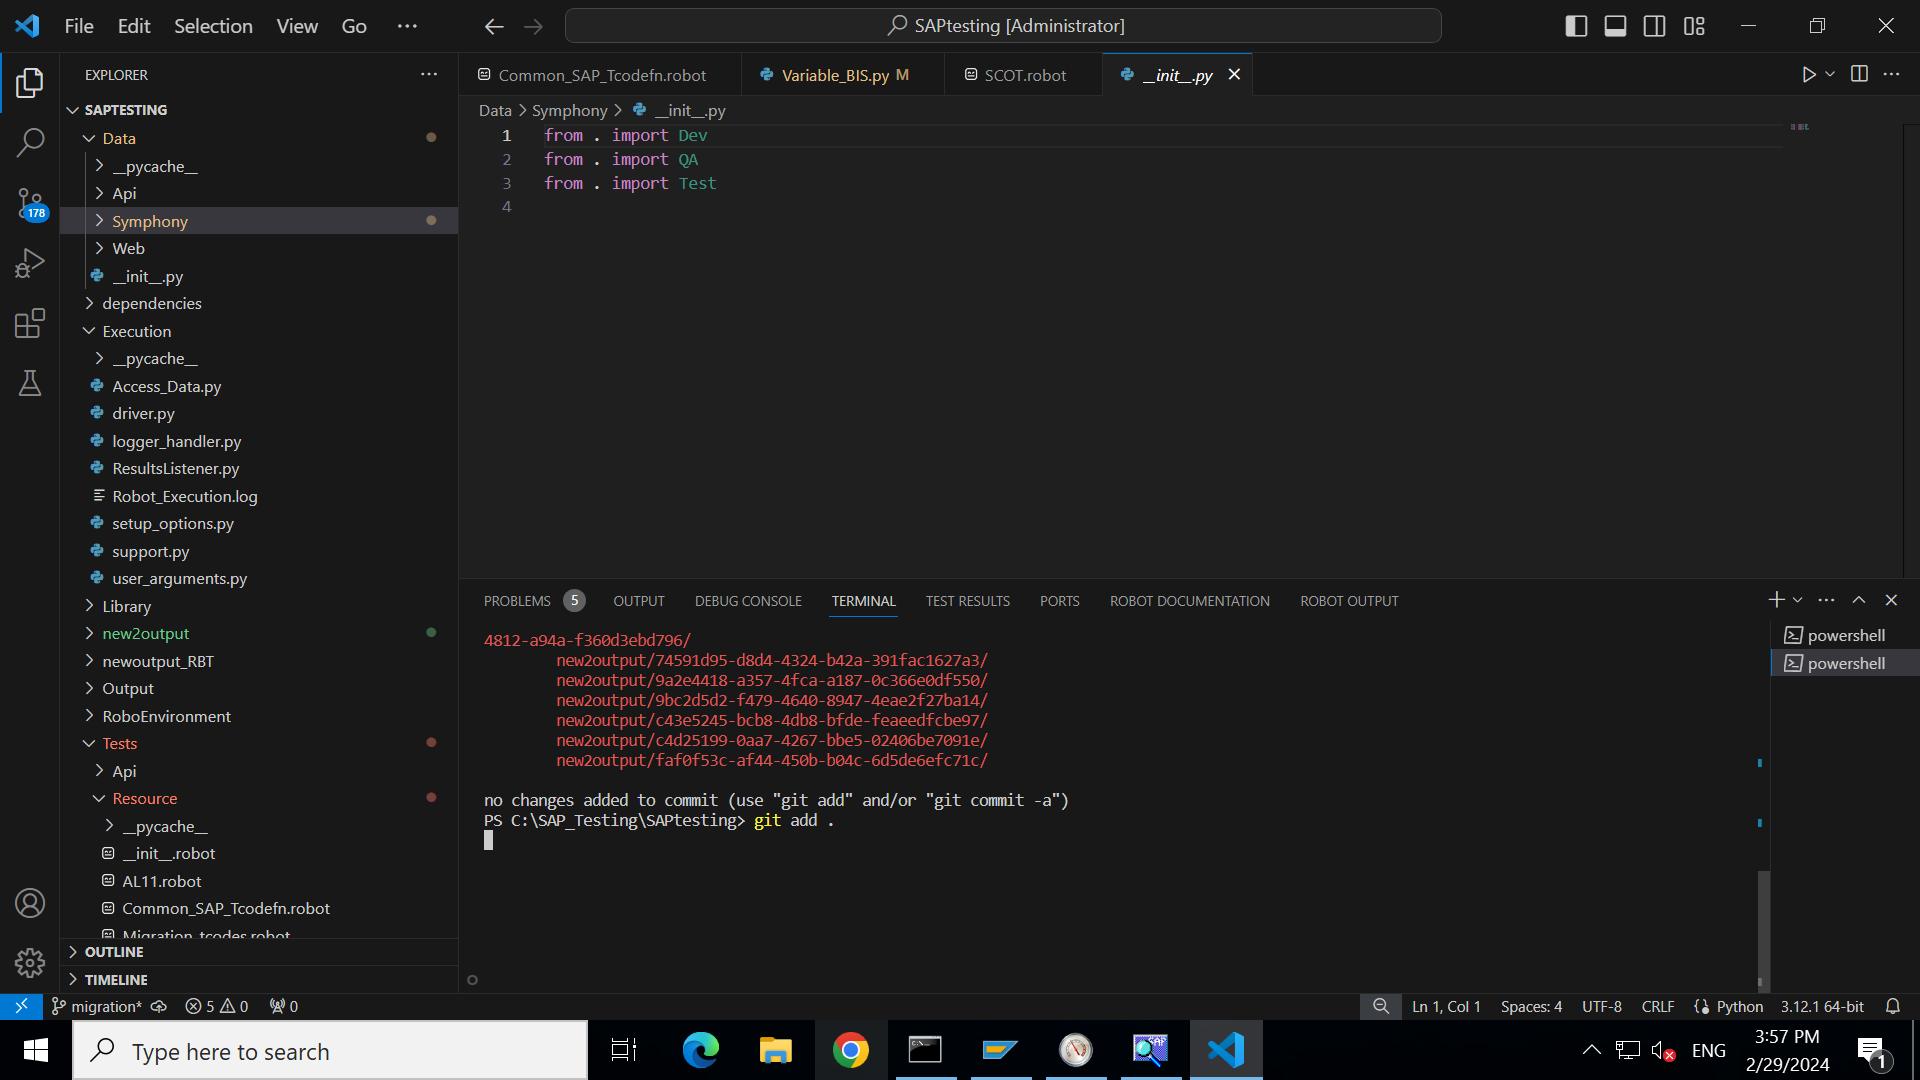 File Edit Selection View Go ···
SAPtesting [Administrator]
EXPLORER
Common_SAP_Tcodefn.robot
Variable_BIS.py M
SCOT.robot
__init__.py
SAPTESTING
Data > Symphony > __init__.py
Data
__pycache__
Api
Symphony
Web
__init__.py
dependencies
Execution
__pycache__
Access_Data.py
driver.py
logger_handler.py
ResultsListener.py
Robot_Execution.log
setup_options.py
support.py
user_arguments.py
Library
new2output
newoutput_RBT
Output
RoboEnvironment
Tests
Api
Resource
__pycache__
__init__.robot
AL11.robot
Common_SAP_Tcodefn.robot
Migration_tcodes.robot
OUTLINE
TIMELINE
178
1 from . import Dev
2 from . import QA
3 from . import Test
4
PROBLEMS 5 OUTPUT DEBUG CONSOLE TERMINAL TEST RESULTS PORTS ROBOT DOCUMENTATION ROBOT OUTPUT
4812-a94a-f360d3ebd796/
new2output/74591d95-d8d4-4324-b42a-391fac1627a3/
new2output/9a2e4418-a357-4fca-a187-0c366e0df550/
new2output/9bc2d5d2-f479-4640-8947-4eae2f27ba14/
new2output/c43e5245-bcb8-4db8-bfde-feaeedfcbe97/
new2output/c4d25199-0aa7-4267-bbe5-02406be7091e/
new2output/faf0f53c-af44-450b-b04c-6d5de6efc71c/
no changes added to commit (use "git add" and/or "git commit -a")
PS C:\SAP_Testing\SAPtesting> git add .
powershell
powershell
migration* 5 0 0
Ln 1, Col 1 Spaces: 4 UTF-8 CRLF Python 3.12.1 64-bit
Type here to search
ENG
3:57 PM
2/29/2024
1